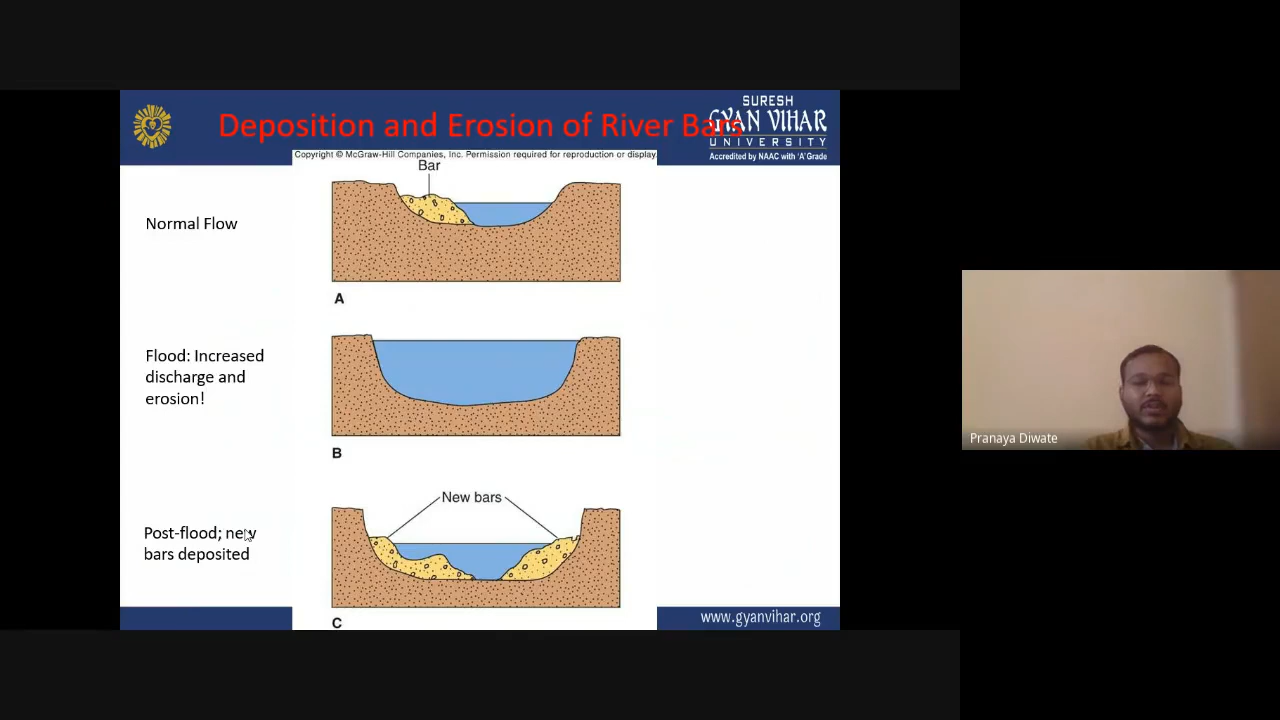 Deposition and Erosion of River Bars
SURESH
GYAN VIHAR
UNIVERSITY
Accredited by NAAC with 'A' Grade
Copyright © McGraw-Hill Companies, Inc. Permission required for reproduction or display.
Bar
Normal Flow
A
Flood: Increased
discharge and
erosion!
B
New bars
Post-flood; new
bars deposited
C
www.gyanvihar.org
Pranaya Diwate